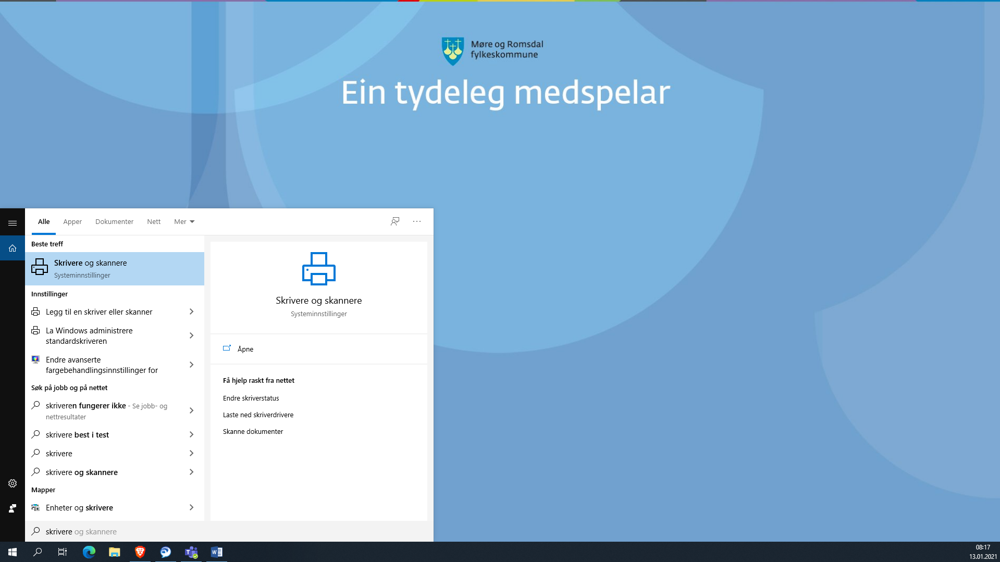 Møre og Romsdal
fylkeskommune
Ein tydeleg medspelar
Alle Apper Dokumenter Nett Mer
Beste treff
Skrivere og skannere
Systeminnstillinger
Innstillinger
Legg til en skriver eller skanner
La Windows administrere
standardskriveren
Endre avanserte
fargebehandlingsinnstillinger for
Søk på jobb og på nettet
skriveren fungerer ikke - Se jobb- og
nettresultater
skrivere best i test
skrivere
skrivere og skannere
Mapper
Enheter og skrivere
skrivere og skannere
Skrivere og skannere
Systeminnstillinger
Åpne
Få hjelp raskt fra nettet
Endre skriverstatus
Laste ned skriverdrivere
Skanne dokumenter
08:17
13.01.2021